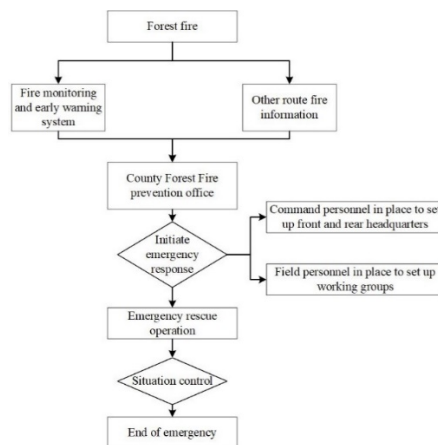 Forest fire
Fire monitoring
and early warning
system
Other route fire
information
County Forest Fire
prevention office
Command personnel in place to set
up front and rear headquarters
Initiate
emergency
response
Field personnel in place to set up
working groups
Emergency rescue
operation
Situation control
End of emergency